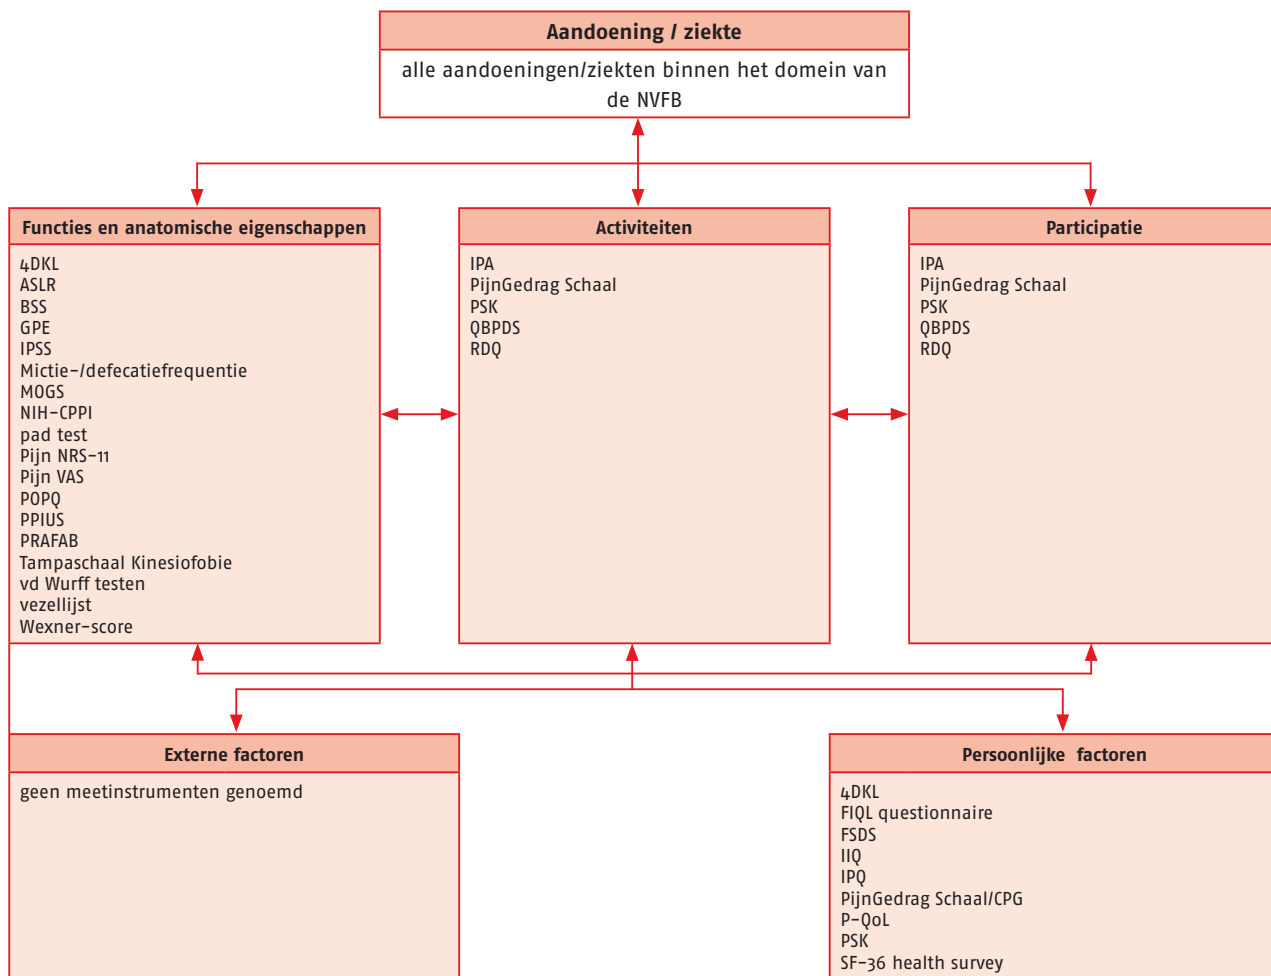 Aandoening / ziekte
alle aandoeningen/ziekten binnen het domein van
de NVFB
Functies en anatomische eigenschappen
4DKL
ASLR
BSS
GPE
IPSS
Mictie-/defecatiefrequentie
MOGS
NIH-CPPI
pad test
Pijn NRS-11
Pijn VAS
POPQ
PPIUS
PRAFAB
Tampaschaal Kinesiofobie
vd Wurff testen
vezellijst
Wexner-score
Activiteiten
IPA
PijnGedrag Schaal
PSK
QBPDS
RDQ
Participatie
IPA
PijnGedrag Schaal
PSK
QBPDS
RDQ
Externe factoren
geen meetinstrumenten genoemd
Persoonlijke factoren
4DKL
FIQL questionnaire
FSDS
IIQ
IPQ
PijnGedrag Schaal/CPG
P-QoL
PSK
SF-36 health survey